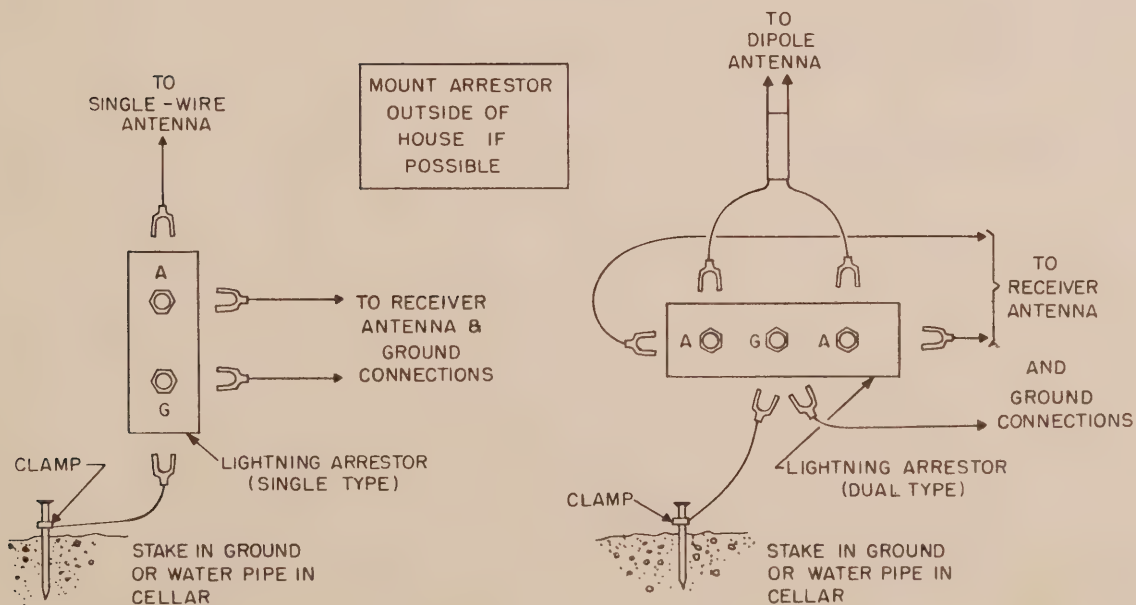 TO
SINGLE-WIRE
ANTENNA
A
G
TO RECEIVER
ANTENNA &
GROUND
CONNECTIONS
LIGHTNING ARRESTOR
(SINGLE TYPE)
CLAMP
STAKE IN GROUND
OR WATER PIPE IN
CELLAR
MOUNT ARRESTOR
OUTSIDE OF
HOUSE IF
POSSIBLE
TO
DIPOLE
ANTENNA
A G A
TO
RECEIVER
ANTENNA
AND
GROUND
CONNECTIONS
LIGHTNING ARRESTOR
(DUAL TYPE)
CLAMP
STAKE IN GROUND
OR WATER PIPE IN
CELLAR